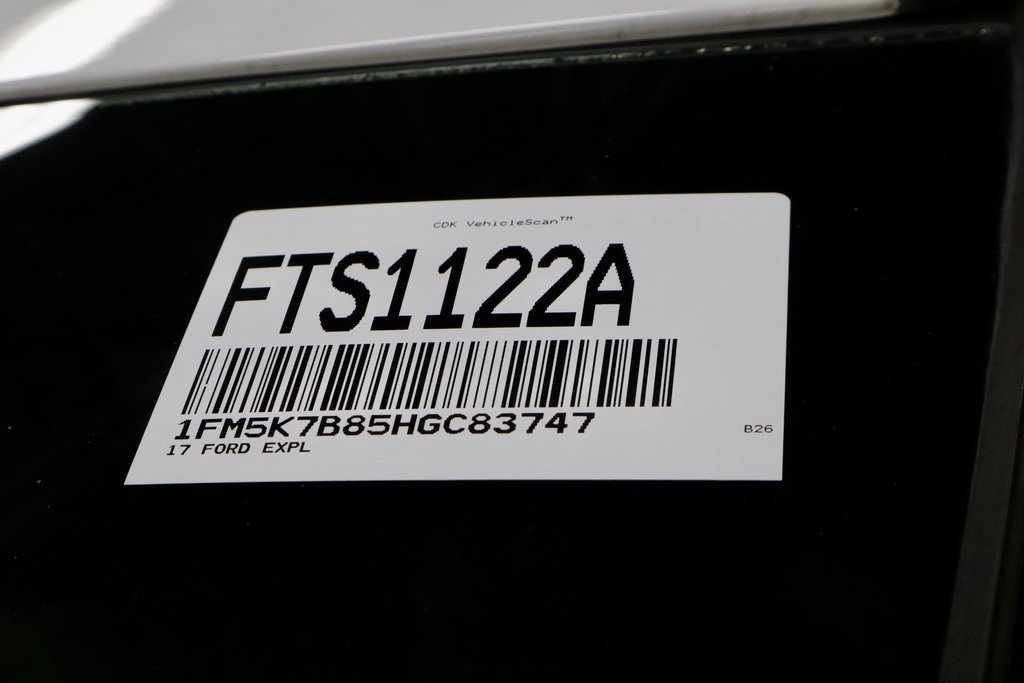 CDK VehicleScan™
FTS1122A
1FM5K7B85HGC83747
17 FORD EXPL
B26